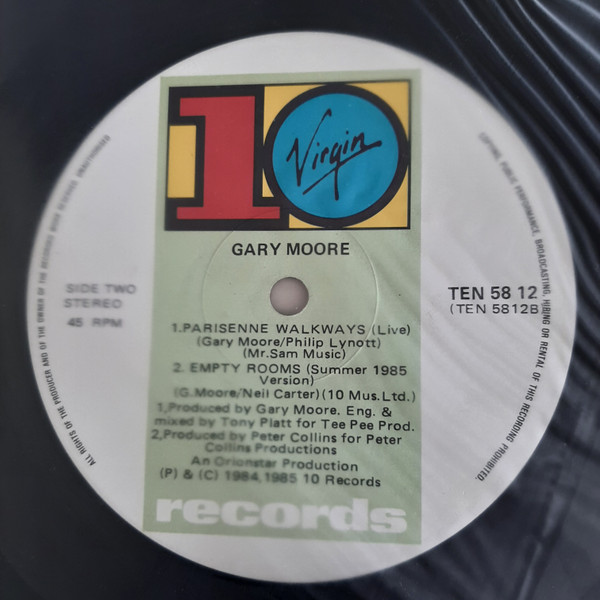 10
Virgin
GARY MOORE
SIDE TWO
STEREO
45 RPM
TEN 58 12
(TEN 5812B)
1.PARISENNE WALKWAYS (Live)
(Gary Moore/Philip Lynott)
(Mr.Sam Music)
2. EMPTY ROOMS (Summer 1985
Version)
(G.Moore/Neil Carter)(10 Mus.Ltd.)
1,Produced by Gary Moore. Eng. &
mixed by Tony Platt for Tee Pee Prod.
2,Produced by Peter Collins for Peter
Collins Productions
An Orionstar Production
(P) & (C) 1984,1985 10 Records
records
ALL RIGHTS OF THE PRODUCER AND OF THE OWNER OF THE RECORDED WORK RESERVED. UNAUTHORISED
COPYING, PUBLIC PERFORMANCE, BROADCASTING, HIRING OR RENTAL OF THIS RECORDING PROHIBITED.